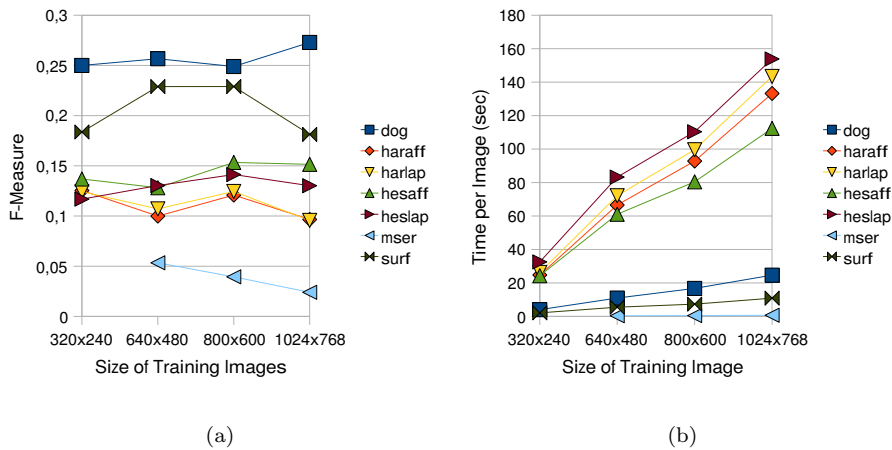 0,3
0,25
0,2
0,15
0,1
0,05
0
F-Measure
320x240 640x480 800x600 1024x768
Size of Training Images
dog
haraff
harlap
hesaff
heslap
mser
surf
(a)
180
160
140
120
100
80
60
40
20
0
Time per Image (sec)
320x240 640x480 800x600 1024x768
Size of Training Image
dog
haraff
harlap
hesaff
heslap
mser
surf
(b)